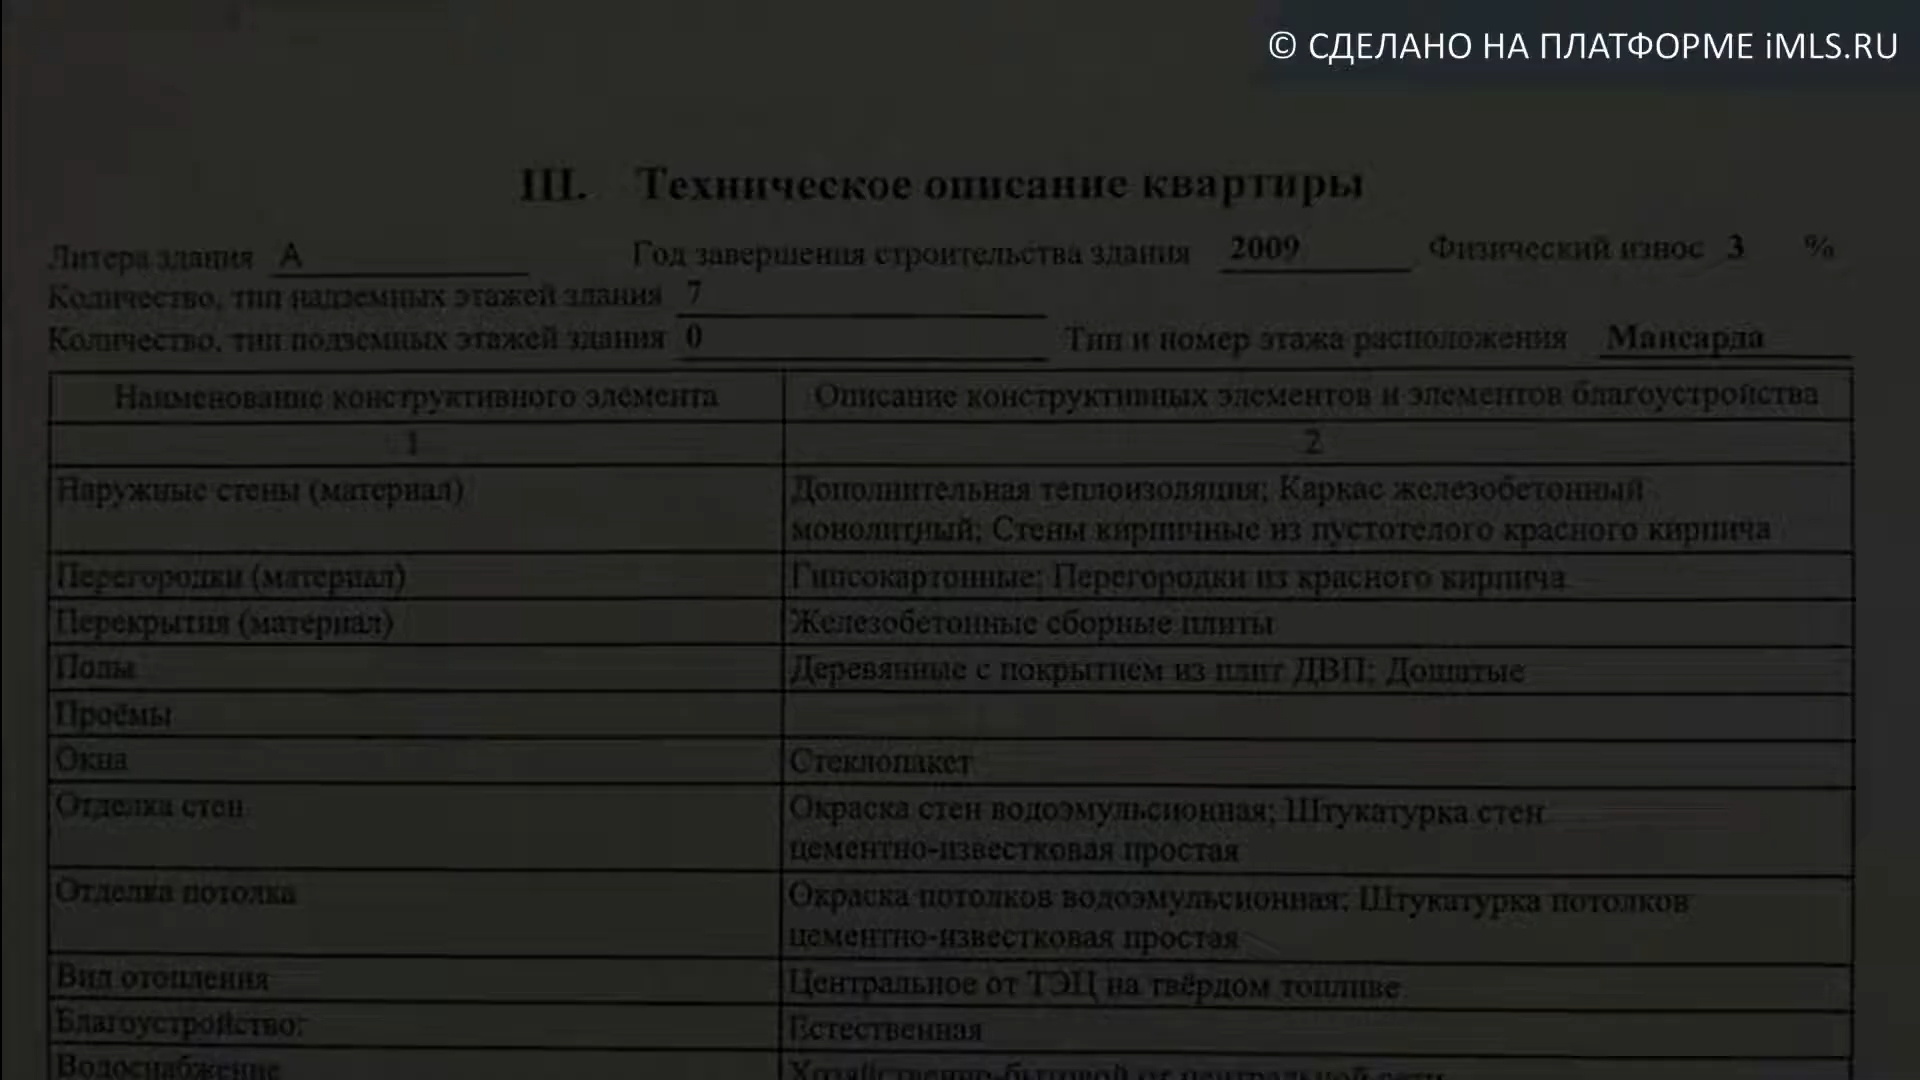 © СДЕЛАНО НА ПЛАТФОРМЕ iMLS.RU
III. Техническое описание квартиры
Литера здания А Год завершения строительства здания 2009 Физический износ 3 %
Количество, тип надземных этажей здания 7
Количество, тип подземных этажей здания 0 Тип и номер этажа расположения Мансарда
Наименование конструктивного элемента Описание конструктивных элементов и элементов благоустройства
1 2
Наружные стены (материал) Дополнительная теплоизоляция; Каркас железобетонный
монолитный; Стены кирпичные из пустотелого красного кирпича
Перегородки (материал) Гипсокартонные; Перегородки из красного кирпича
Перекрытия (материал) Железобетонные сборные плиты
Полы Деревянные с покрытием из плит ДВП; Дощатые
Проёмы
Окна Стеклопакет
Отделка стен Окраска стен водоэмульсионная; Штукатурка стен
цементно-известковая простая
Отделка потолка Окраска потолков водоэмульсионная; Штукатурка потолков
цементно-известковая простая
Вид отопления Центральное от ТЭЦ на твёрдом топливе
Благоустройство: Естественная
Водоснабжение Хозяйственно-бытовой от центральной сети